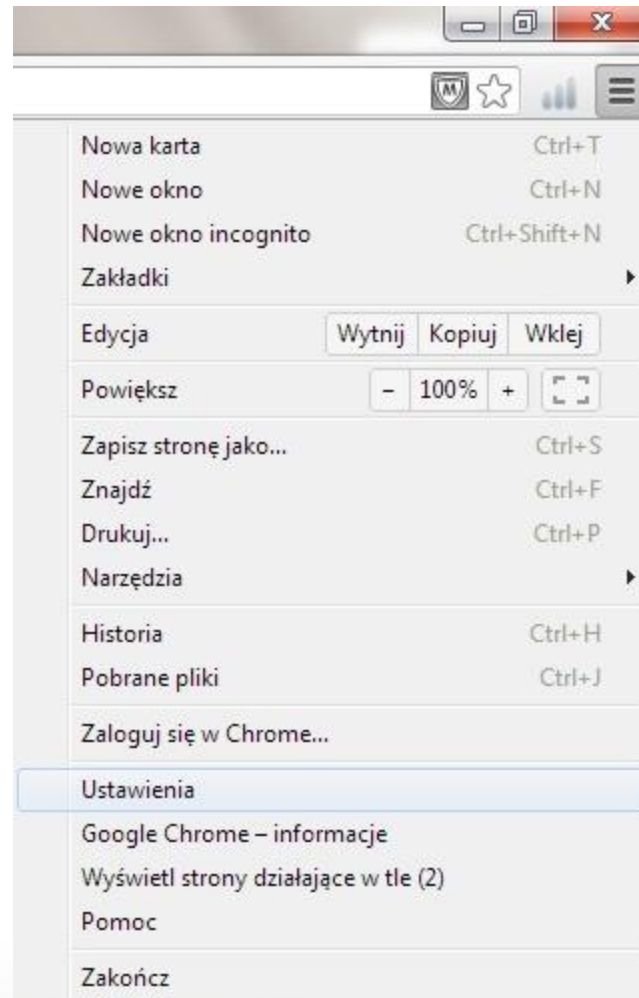 Nowa karta Ctrl+T
Nowe okno Ctrl+N
Nowe okno incognito Ctrl+Shift+N
Zakładki
Edycja Wytnij Kopiuj Wklej
Powiększ - 100% +
Zapisz stronę jako... Ctrl+S
Znajdź Ctrl+F
Drukuj... Ctrl+P
Narzędzia
Historia Ctrl+H
Pobrane pliki Ctrl+J
Zaloguj się w Chrome...
Ustawienia
Google Chrome – informacje
Wyświetl strony działające w tle (2)
Pomoc
Zakończ